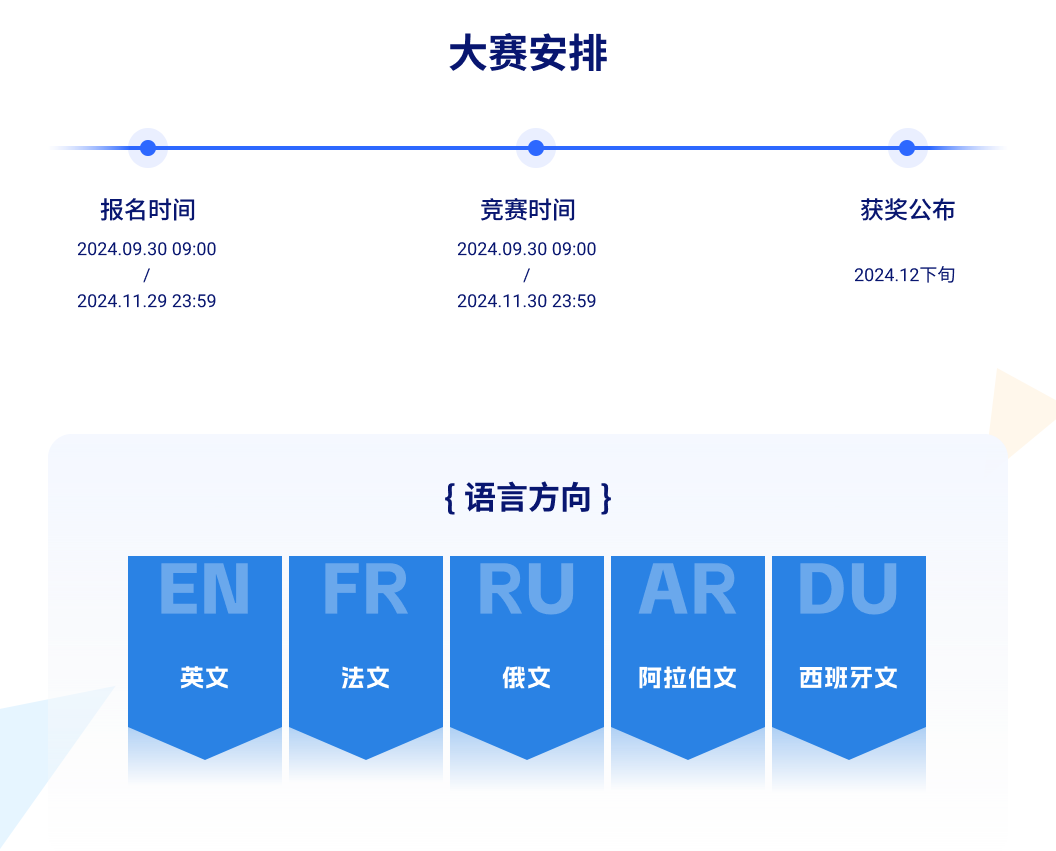 大赛安排
报名时间
2024.09.30 09:00
/
2024.11.29 23:59
竞赛时间
2024.09.30 09:00
/
2024.11.30 23:59
获奖公布
2024.12下旬
{ 语言方向 }
EN
英文
FR
法文
RU
俄文
AR
阿拉伯文
DU
西班牙文